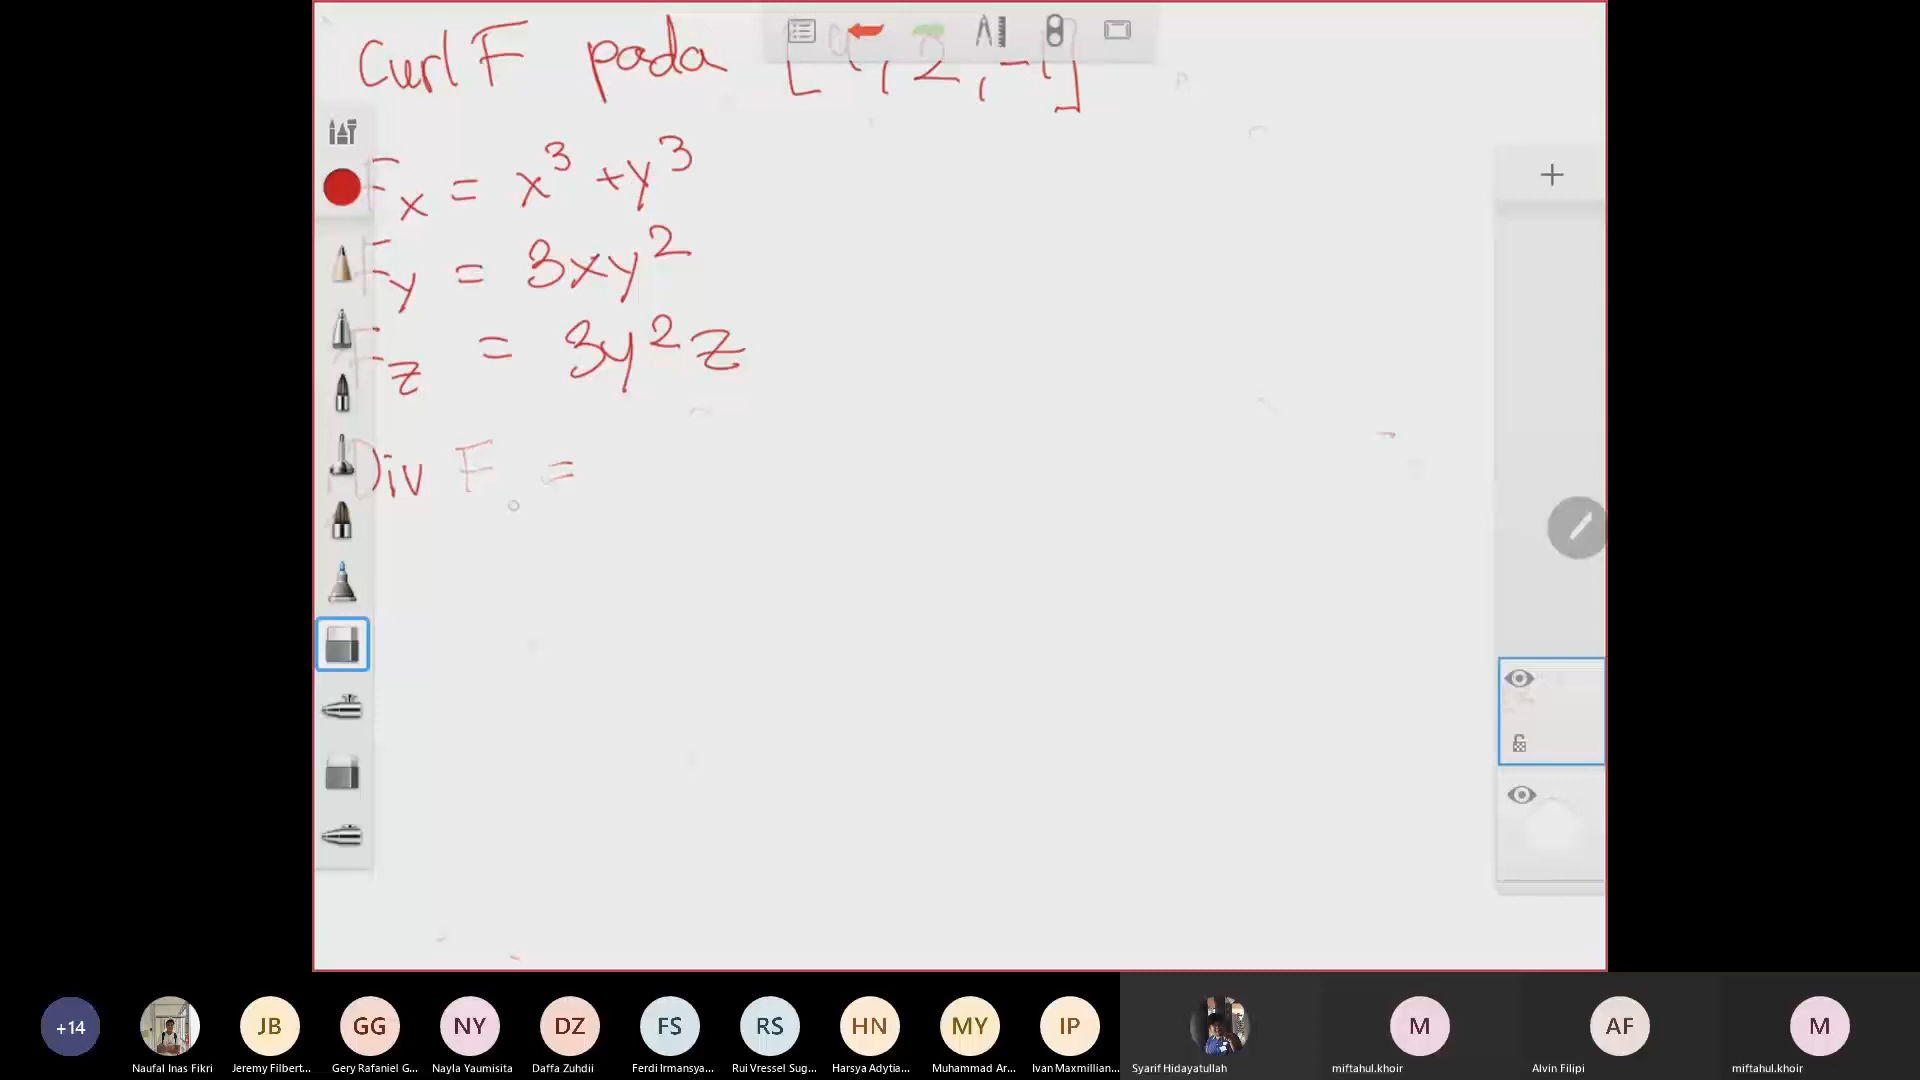 Curl F pada [ , 2, -1]
Fx = x³ + y³
Fy = 3xy²
Fz = 3y²z
Div F =
+14
JB
GG
NY
DZ
FS
RS
HN
MY
IP
M
AF
M
Naufal Inas Fikri
Jeremy Filbert...
Gery Rafaniel G...
Nayla Yaumisita
Daffa Zuhdii
Ferdi Irmansya...
Rui Vressel Sug...
Harsya Adytia...
Muhammad Ar...
Ivan Maxmillian...
Syarif Hidayatullah
miftahul.khoir
Alvin Filipi
miftahul.khoir